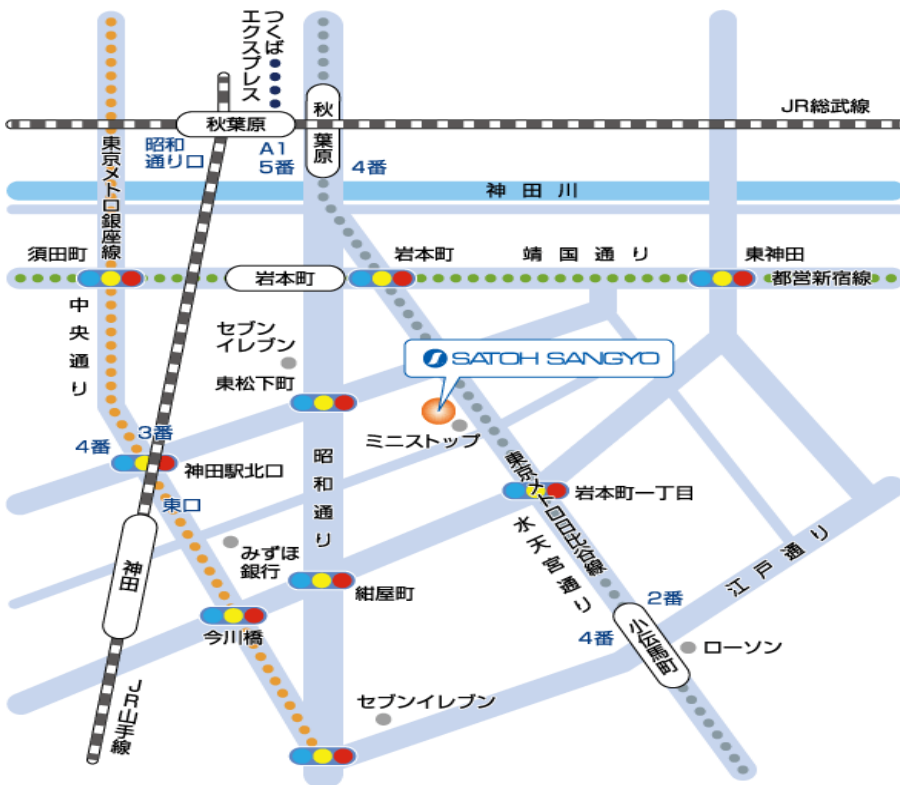 つくば
エクスプレス
JR総武線
秋葉原
秋葉原
昭和
通り口
A1
5番
4番
東京メトロ銀座線
神田川
須田町
岩本町
岩本町
靖国通り
東神田
都営新宿線
中央通り
セブン
イレブン
SATOH SANGYO
東松下町
ミニストップ
3番
4番
神田駅北口
昭和通り
東京メトロ日比谷線
岩本町一丁目
東口
水天宮通り
江戸通り
みずほ
銀行
神田
紺屋町
2番
今川橋
4番
小伝馬町
ローソン
JR山手線
セブンイレブン